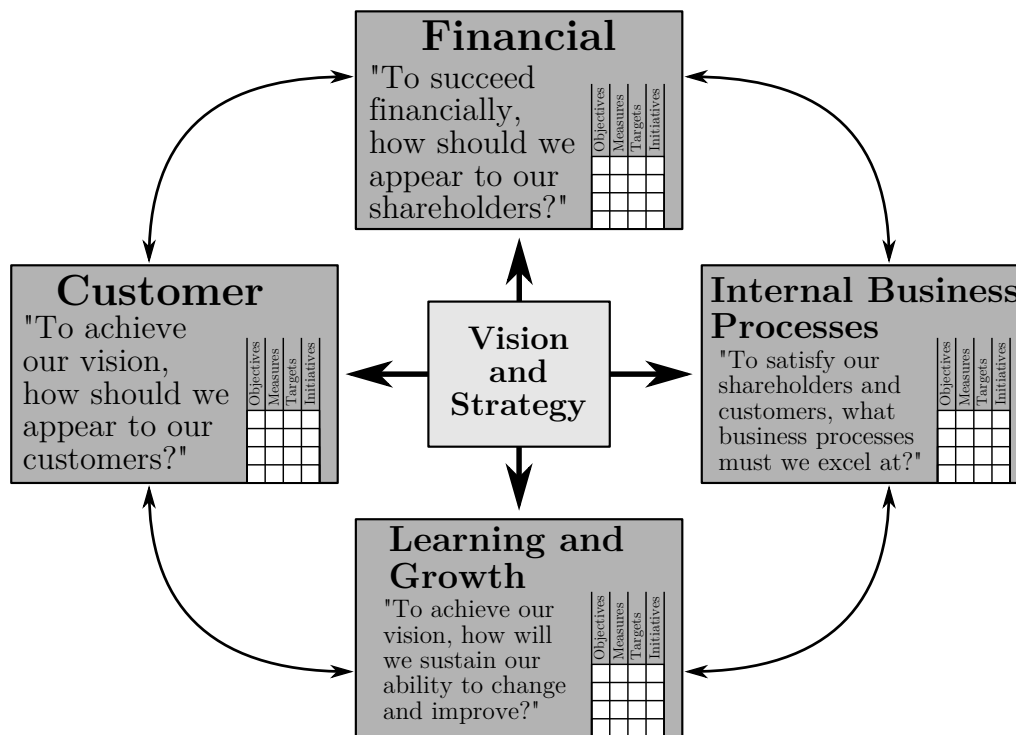 Financial
"To succeed
financially,
how should we
appear to our
shareholders?"
Objectives
Measures
Targets
Initiatives
Customer
"To achieve
our vision,
how should we
appear to our
customers?"
Objectives
Measures
Targets
Initiatives
Vision
and
Strategy
Internal Business
Processes
"To satisfy our
shareholders and
customers, what
business processes
must we excel at?"
Objectives
Measures
Targets
Initiatives
Learning and
Growth
"To achieve our
vision, how will
we sustain our
ability to change
and improve?"
Objectives
Measures
Targets
Initiatives